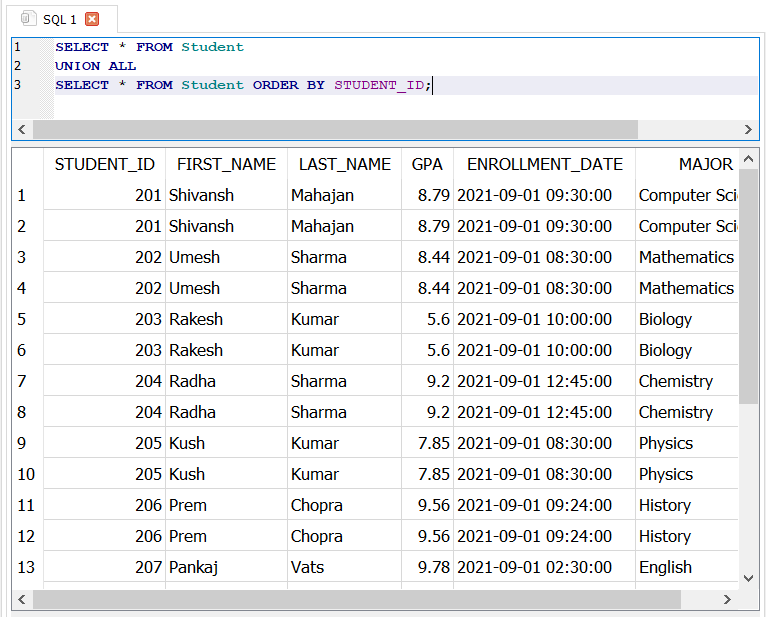 SQL 1
1 SELECT * FROM Student
2 UNION ALL
3 SELECT * FROM Student ORDER BY STUDENT_ID;
STUDENT_ID FIRST_NAME LAST_NAME GPA ENROLLMENT_DATE MAJOR
1 201 Shivansh Mahajan 8.79 2021-09-01 09:30:00 Computer Sci
2 201 Shivansh Mahajan 8.79 2021-09-01 09:30:00 Computer Sci
3 202 Umesh Sharma 8.44 2021-09-01 08:30:00 Mathematics
4 202 Umesh Sharma 8.44 2021-09-01 08:30:00 Mathematics
5 203 Rakesh Kumar 5.6 2021-09-01 10:00:00 Biology
6 203 Rakesh Kumar 5.6 2021-09-01 10:00:00 Biology
7 204 Radha Sharma 9.2 2021-09-01 12:45:00 Chemistry
8 204 Radha Sharma 9.2 2021-09-01 12:45:00 Chemistry
9 205 Kush Kumar 7.85 2021-09-01 08:30:00 Physics
10 205 Kush Kumar 7.85 2021-09-01 08:30:00 Physics
11 206 Prem Chopra 9.56 2021-09-01 09:24:00 History
12 206 Prem Chopra 9.56 2021-09-01 09:24:00 History
13 207 Pankaj Vats 9.78 2021-09-01 02:30:00 English